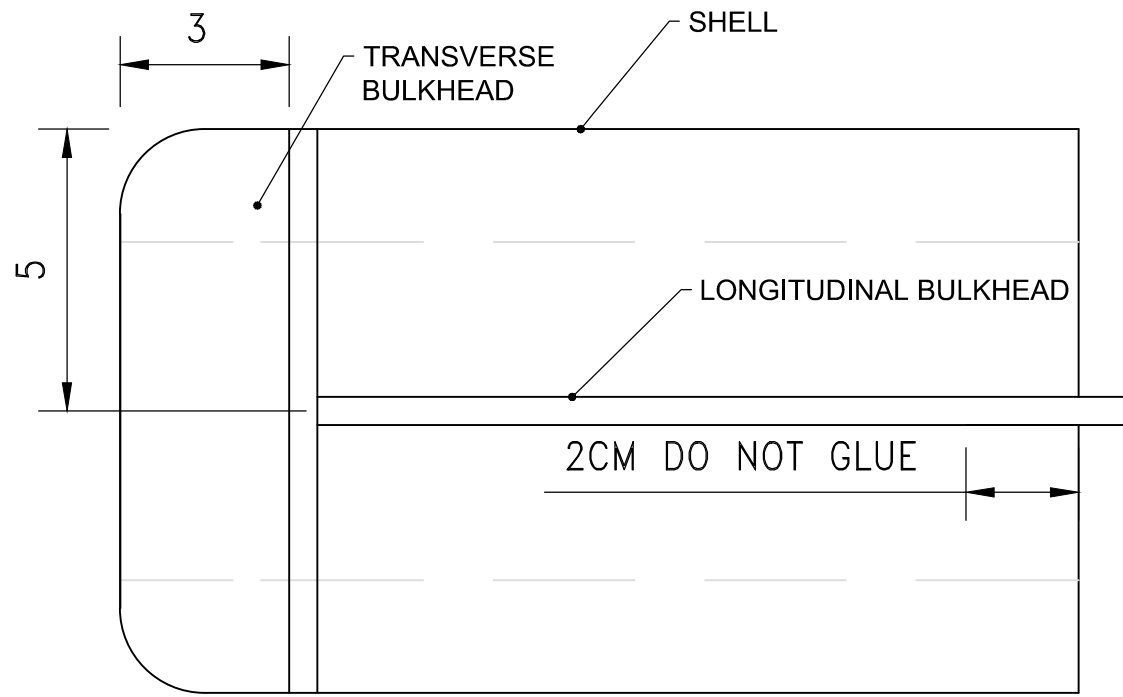 3
SHELL
TRANSVERSE
BULKHEAD
5
LONGITUDINAL BULKHEAD
2CM DO NOT GLUE